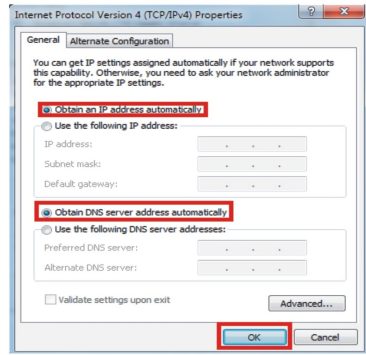 Internet Protocol Version 4 (TCP/IPv4) Properties
General
Alternate Configuration
You can get IP settings assigned automatically if your network supports
this capability. Otherwise, you need to ask your network administrator
for the appropriate IP settings.
Obtain an IP address automatically
Use the following IP address:
IP address:
Subnet mask:
Default gateway:
Obtain DNS server address automatically
Use the following DNS server addresses:
Preferred DNS server:
Alternate DNS server:
Validate settings upon exit
Advanced...
OK
Cancel